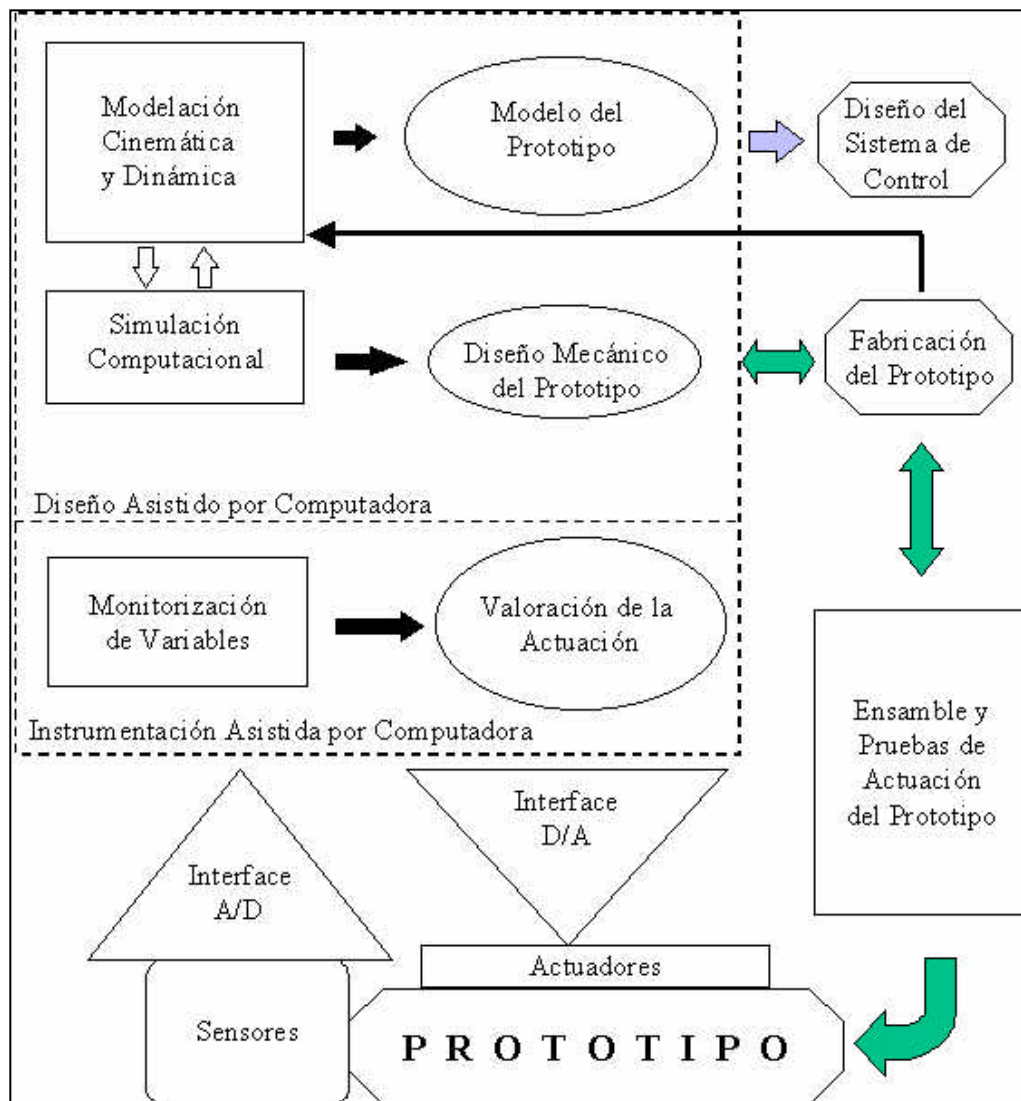 Modelación
Cinemática
y Dinámica
Modelo del
Prototipo
Diseño del
Sistema de
Control
Simulación
Computacional
Diseño Mecánico
del Prototipo
Fabricación
del Prototipo
Diseño Asistido por Computadora
Monitorización
de Variables
Valoración de la
Actuación
Instrumentación Asistida por Computadora
Ensamble y
Pruebas de
Actuación
del Prototipo
Interface
D/A
Interface
A/D
Actuadores
Sensores
P R O T O T I P O